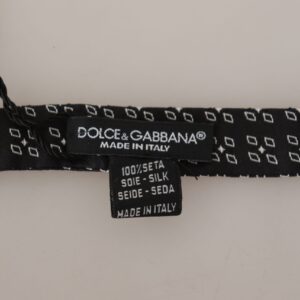 DOLCE&GABBANA®
MADE IN ITALY
100%SETA
SOIE - SILK
SEIDE - SEDA
MADE IN ITALY